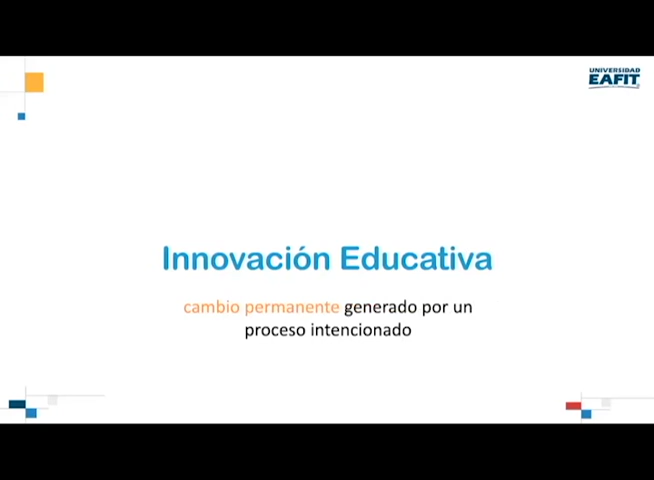 UNIVERSIDAD
EAFIT
Innovación Educativa
cambio permanente generado por un
proceso intencionado